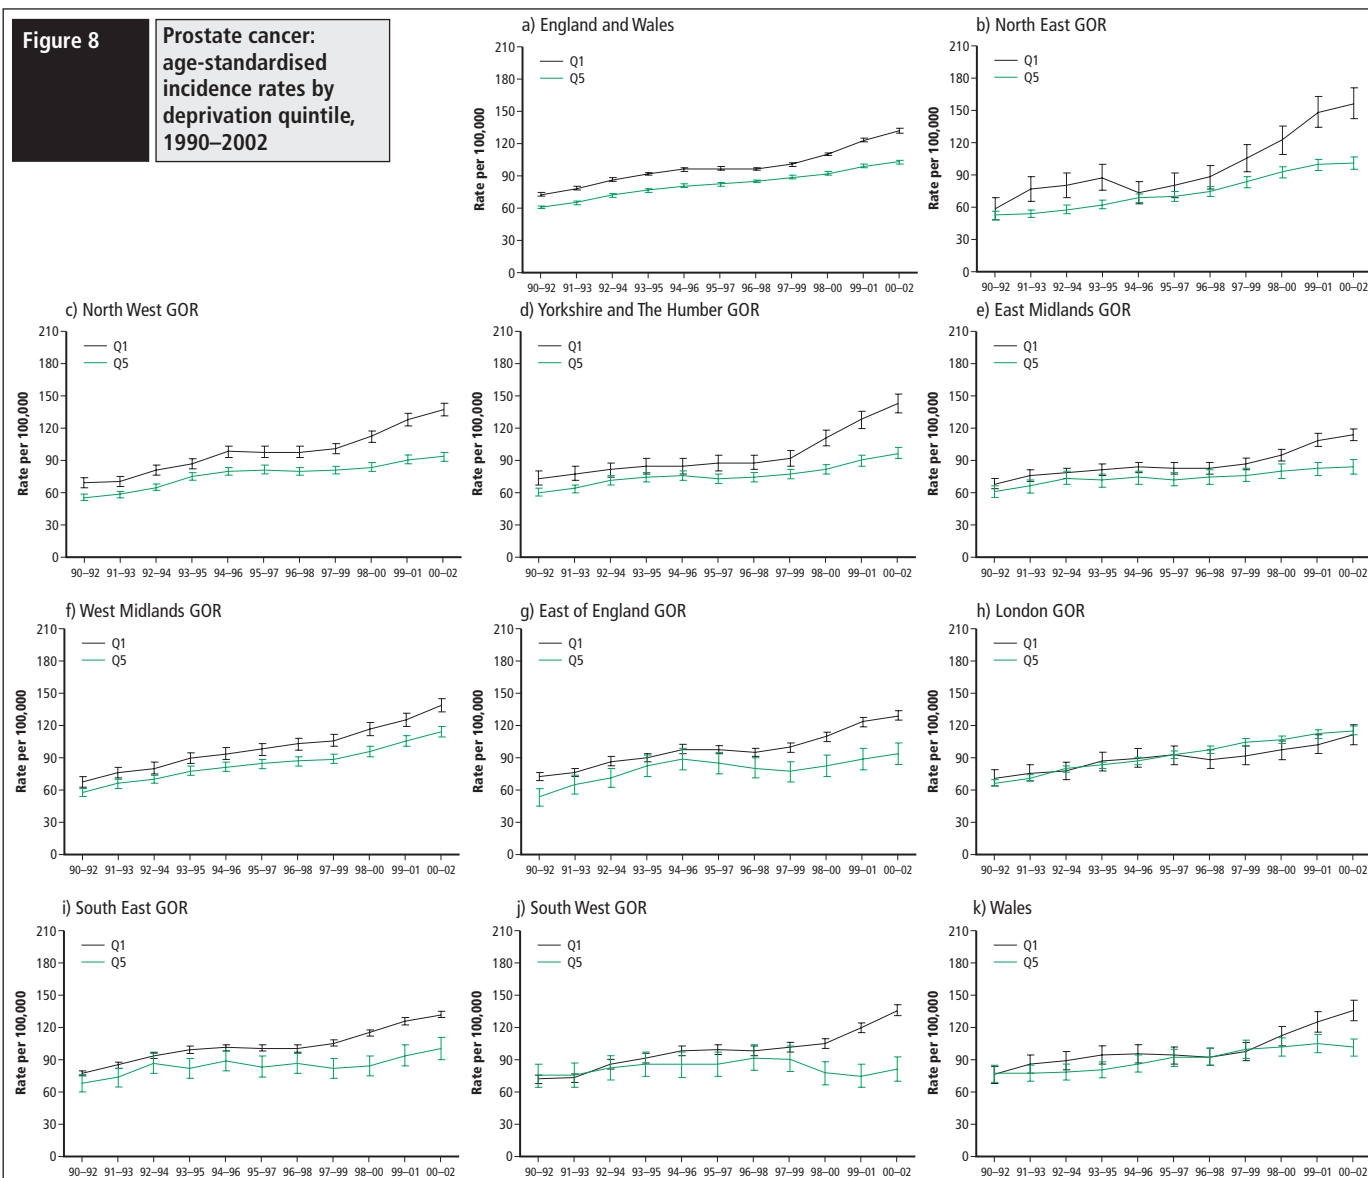 Figure 8
Prostate cancer:
age-standardised
incidence rates by
deprivation quintile,
1990–2002
a) England and Wales
Q1
Q5
Rate per 100,000
210
180
150
120
90
60
30
0
90–92 91–93 92–94 93–95 94–96 95–97 96–98 97–99 98–00 99–01 00–02
b) North East GOR
Q1
Q5
Rate per 100,000
210
180
150
120
90
60
30
0
90–92 91–93 92–94 93–95 94–96 95–97 96–98 97–99 98–00 99–01 00–02
c) North West GOR
Q1
Q5
Rate per 100,000
210
180
150
120
90
60
30
0
90–92 91–93 92–94 93–95 94–96 95–97 96–98 97–99 98–00 99–01 00–02
d) Yorkshire and The Humber GOR
Q1
Q5
Rate per 100,000
210
180
150
120
90
60
30
0
90–92 91–93 92–94 93–95 94–96 95–97 96–98 97–99 98–00 99–01 00–02
e) East Midlands GOR
Q1
Q5
Rate per 100,000
210
180
150
120
90
60
30
0
90–92 91–93 92–94 93–95 94–96 95–97 96–98 97–99 98–00 99–01 00–02
f) West Midlands GOR
Q1
Q5
Rate per 100,000
210
180
150
120
90
60
30
0
90–92 91–93 92–94 93–95 94–96 95–97 96–98 97–99 98–00 99–01 00–02
g) East of England GOR
Q1
Q5
Rate per 100,000
210
180
150
120
90
60
30
0
90–92 91–93 92–94 93–95 94–96 95–97 96–98 97–99 98–00 99–01 00–02
h) London GOR
Q1
Q5
Rate per 100,000
210
180
150
120
90
60
30
0
90–92 91–93 92–94 93–95 94–96 95–97 96–98 97–99 98–00 99–01 00–02
i) South East GOR
Q1
Q5
Rate per 100,000
210
180
150
120
90
60
30
0
90–92 91–93 92–94 93–95 94–96 95–97 96–98 97–99 98–00 99–01 00–02
j) South West GOR
Q1
Q5
Rate per 100,000
210
180
150
120
90
60
30
0
90–92 91–93 92–94 93–95 94–96 95–97 96–98 97–99 98–00 99–01 00–02
k) Wales
Q1
Q5
Rate per 100,000
210
180
150
120
90
60
30
0
90–92 91–93 92–94 93–95 94–96 95–97 96–98 97–99 98–00 99–01 00–02